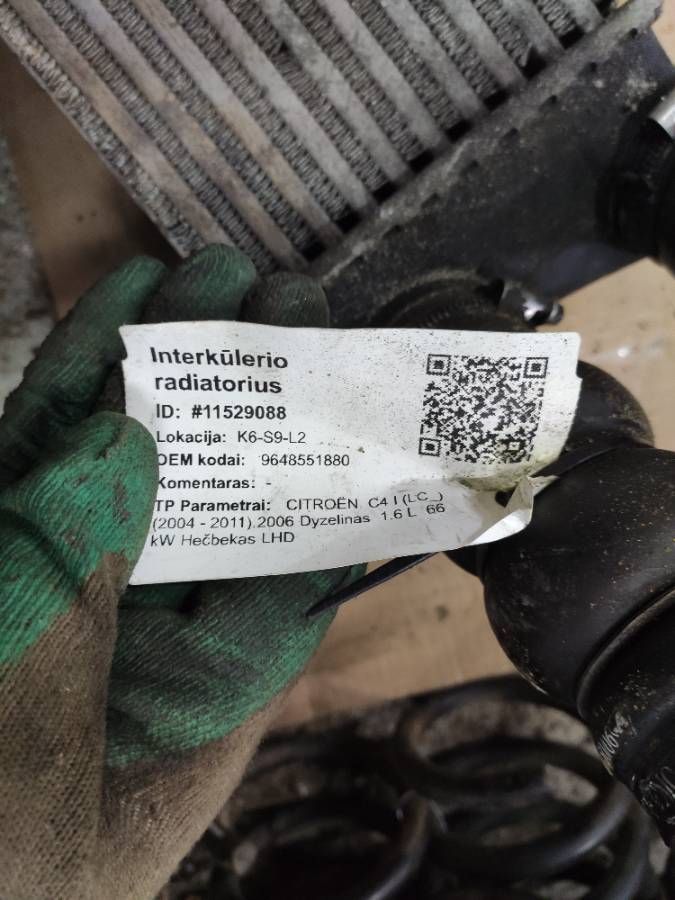 Interkūlerio
radiatorius
ID: #11529088
Lokacija: K6-S9-L2
OEM kodai: 9648551880
Komentaras: -
TP Parametrai: CITROËN C4 I (LC_)
(2004 - 2011),2006 Dyzelinas 1.6 L 66
kW Hečbekas LHD